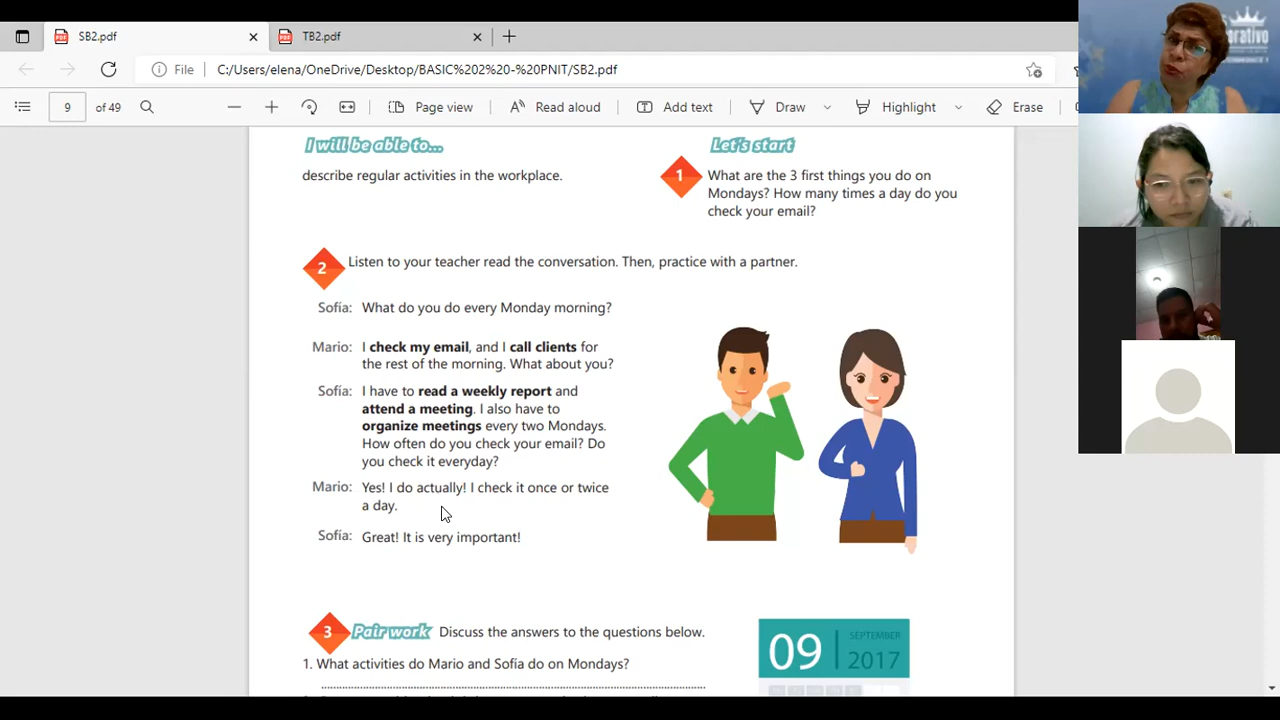 SB2.pdf
TB2.pdf
File
C:/Users/elena/OneDrive/Desktop/BASIC%202%20-%20PNIT/SB2.pdf
9 of 49
Page view
Read aloud
Add text
Draw
Highlight
Erase
I will be able to...
describe regular activities in the workplace.
Let's start
1
What are the 3 first things you do on
Mondays? How many times a day do you
check your email?
2
Listen to your teacher read the conversation. Then, practice with a partner.
Sofía: What do you do every Monday morning?
Mario: I check my email, and I call clients for
the rest of the morning. What about you?
Sofía: I have to read a weekly report and
attend a meeting. I also have to
organize meetings every two Mondays.
How often do you check your email? Do
you check it everyday?
Mario: Yes! I do actually! I check it once or twice
a day.
Sofía: Great! It is very important!
3
Pair work Discuss the answers to the questions below.
1. What activities do Mario and Sofía do on Mondays?
09
SEPTEMBER
2017